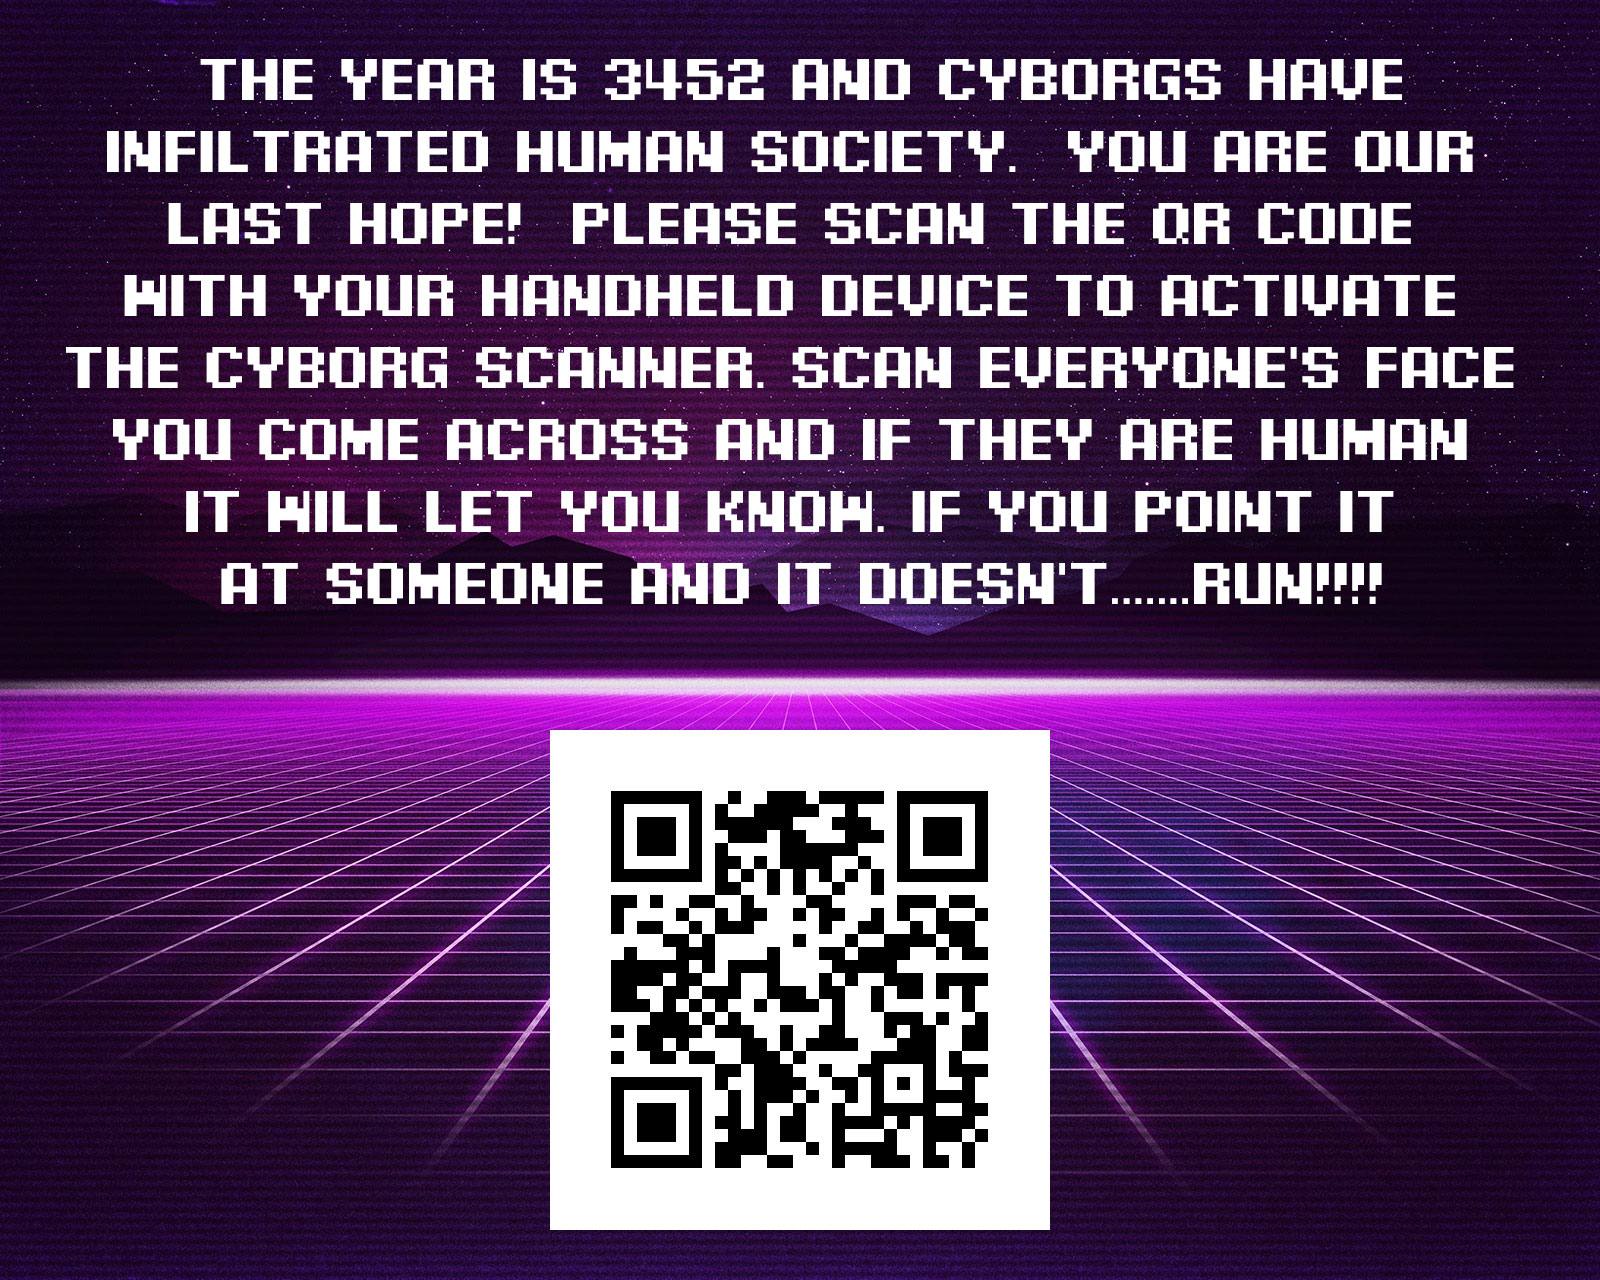 THE YEAR IS 3452 AND CYBORGS HAVE
INFILTRATED HUMAN SOCIETY.  YOU ARE OUR
LAST HOPE!  PLEASE SCAN THE QR CODE
WITH YOUR HANDHELD DEVICE TO ACTIVATE
THE CYBORG SCANNER. SCAN EVERYONE'S FACE
YOU COME ACROSS AND IF THEY ARE HUMAN
IT WILL LET YOU KNOW. IF YOU POINT IT
AT SOMEONE AND IT DOESN'T.......RUN!!!!